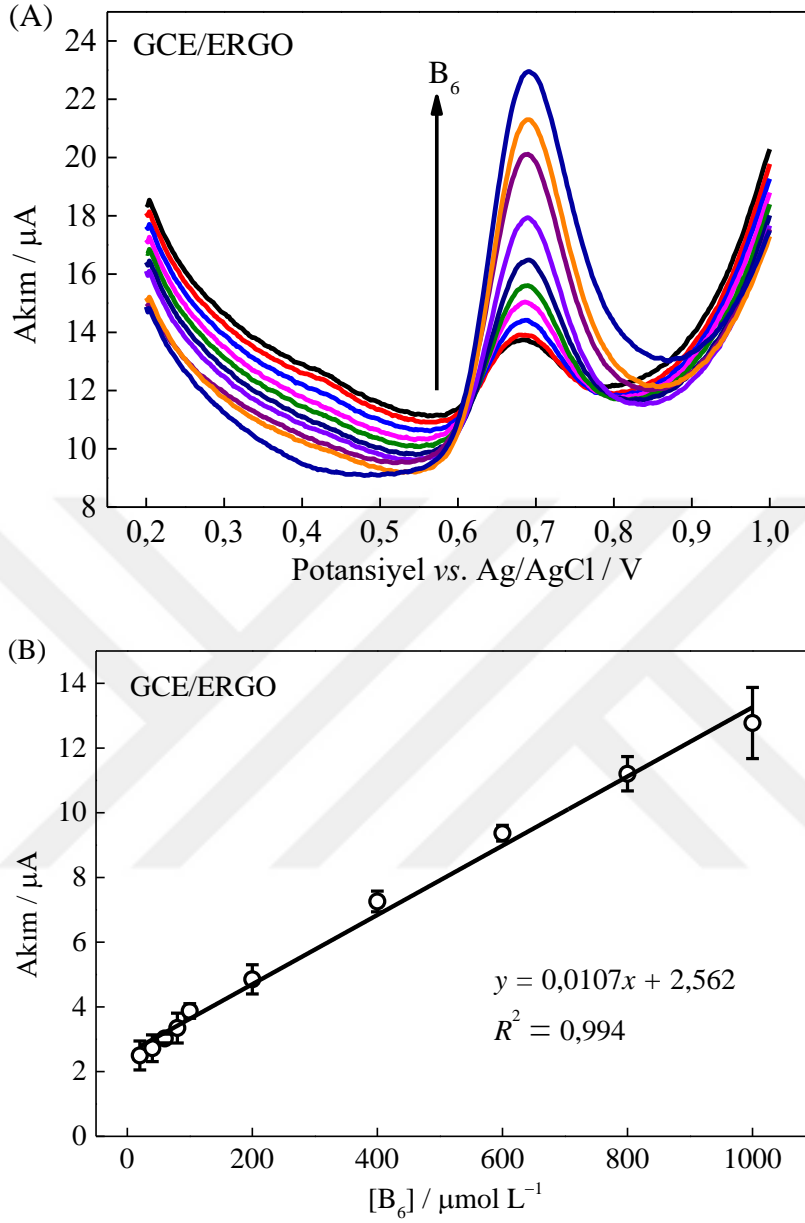 (A)
GCE/ERGO
B₆
24
22
20
18
16
14
12
10
8
Akım / μA
0,2 0,3 0,4 0,5 0,6 0,7 0,8 0,9 1,0
Potansiyel vs. Ag/AgCl / V
(B)
GCE/ERGO
14
12
10
8
6
4
2
0
Akım / μA
y = 0,0107x + 2,562
R² = 0,994
0 200 400 600 800 1000
[B₆] / μmol L⁻¹